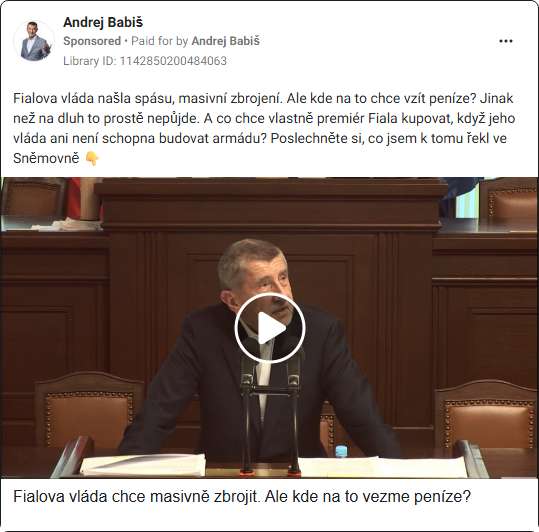 Andrej Babiš
Sponsored • Paid for by Andrej Babiš
Library ID: 1142850200484063
Fialova vláda našla spásu, masivní zbrojení. Ale kde na to chce vzít peníze? Jinak
než na dluh to prostě nepůjde. A co chce vlastně premiér Fiala kupovat, když jeho
vláda ani není schopna budovat armádu? Poslechněte si, co jsem k tomu řekl ve
Sněmovně 👇
Fialova vláda chce masivně zbrojit. Ale kde na to vezme peníze?